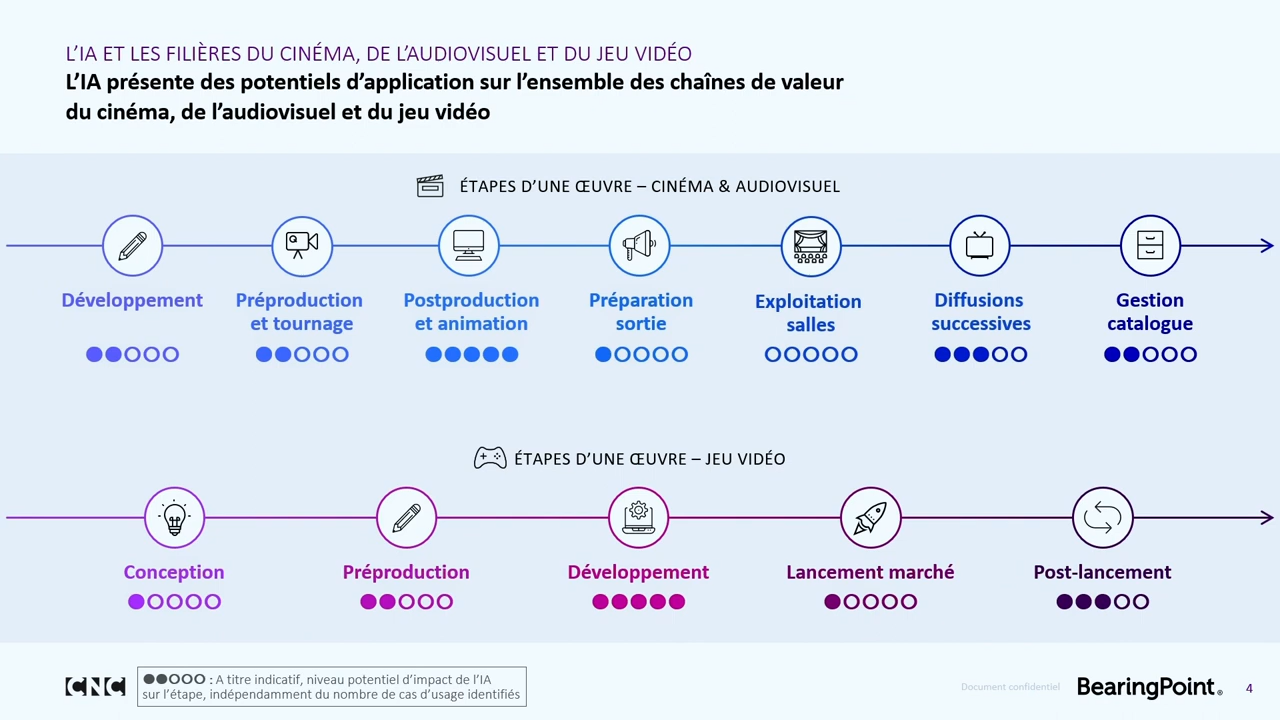 L’IA ET LES FILIÈRES DU CINÉMA, DE L’AUDIOVISUEL ET DU JEU VIDÉO
L’IA présente des potentiels d’application sur l’ensemble des chaînes de valeur
du cinéma, de l’audiovisuel et du jeu vidéo
ÉTAPES D’UNE ŒUVRE – CINÉMA & AUDIOVISUEL
Développement
Préproduction
et tournage
Postproduction
et animation
Préparation
sortie
Exploitation
salles
Diffusions
successives
Gestion
catalogue
ÉTAPES D’UNE ŒUVRE – JEU VIDÉO
Conception
Préproduction
Développement
Lancement marché
Post-lancement
CNC
: A titre indicatif, niveau potentiel d’impact de l’IA
sur l’étape, indépendamment du nombre de cas d’usage identifiés
Document confidentiel
BearingPoint®
4